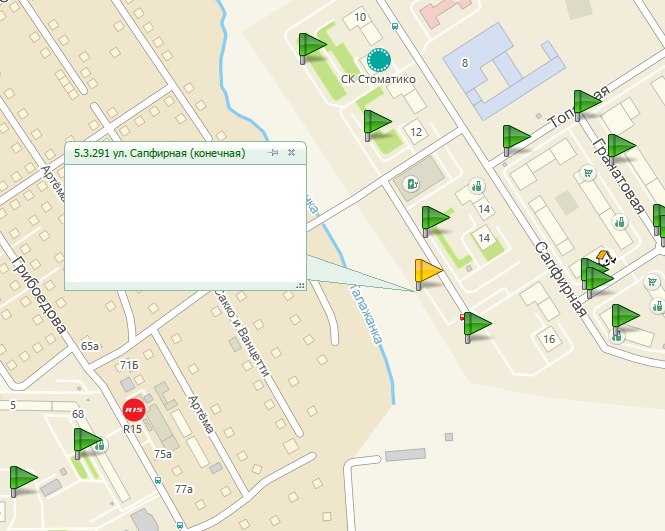 10
СК Стоматико
8
Топазная
12
Гранатовая
5.3.291 ул. Сапфирная (конечная)
Артёма
14
14
Сапфирная
Грибоедова
Талажанка
Сакко и Ванцетти
16
65а
71Б
Артёма
5
68
R15
R15
75а
77а